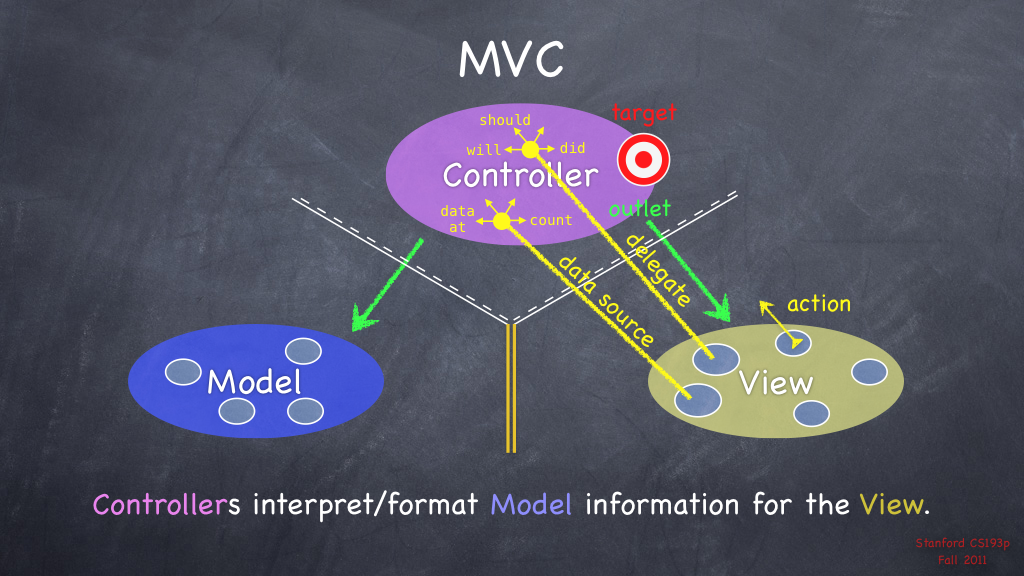 MVC
should
target
will
did
Controller
data
at
count
outlet
delegate
data source
action
Model
View
Controllers interpret/format Model information for the View.
Stanford CS193p
Fall 2011